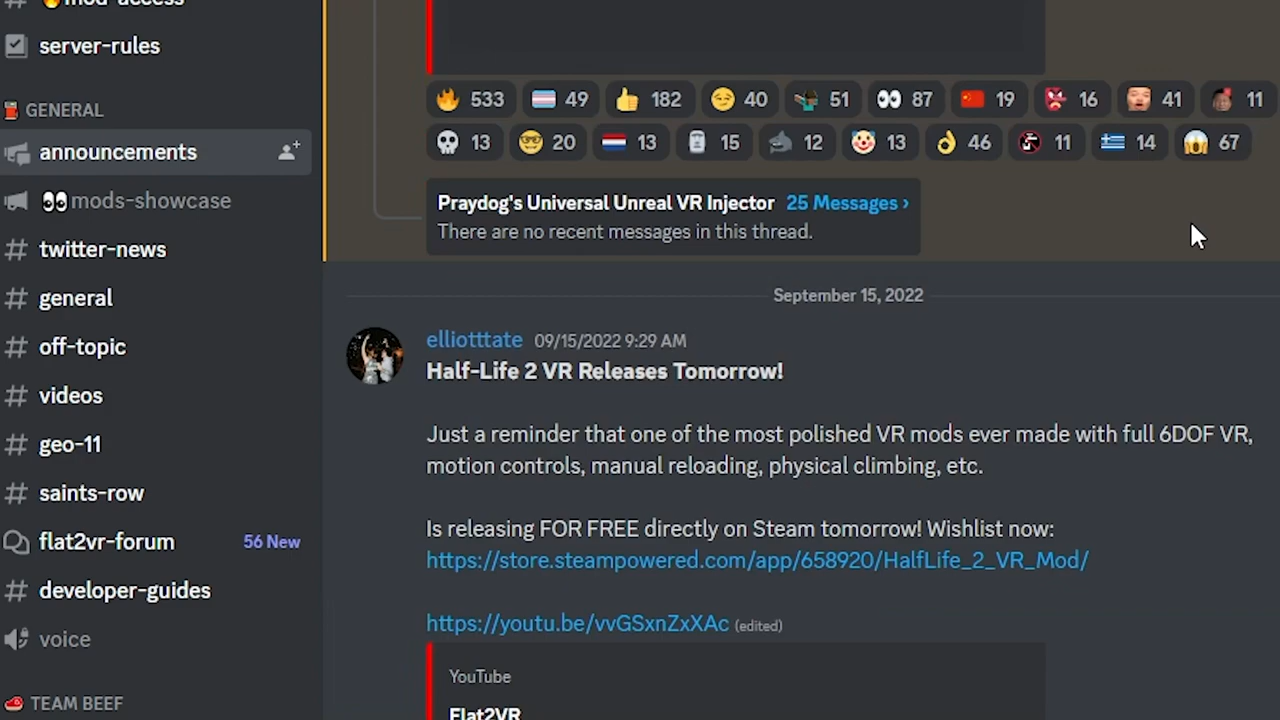 mod-access
server-rules
GENERAL
announcements
mods-showcase
twitter-news
general
off-topic
videos
geo-11
saints-row
flat2vr-forum 56 New
developer-guides
voice
TEAM BEEF
533 49 182 40 51 87 19 16 41 11
13 20 13 15 12 13 46 11 14 67
Praydog's Universal Unreal VR Injector 25 Messages ›
There are no recent messages in this thread.
September 15, 2022
elliotttate 09/15/2022 9:29 AM
Half-Life 2 VR Releases Tomorrow!
Just a reminder that one of the most polished VR mods ever made with full 6DOF VR,
motion controls, manual reloading, physical climbing, etc.
Is releasing FOR FREE directly on Steam tomorrow! Wishlist now:
https://store.steampowered.com/app/658920/HalfLife_2_VR_Mod/
https://youtu.be/vvGSxnZxXAc (edited)
YouTube
Flat2VR